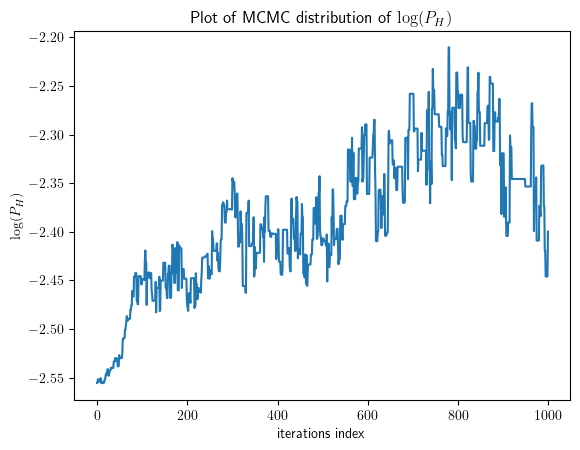 Plot of MCMC distribution of log(P_H)
−2.20
−2.25
−2.30
−2.35
−2.40
−2.45
−2.50
−2.55
log(P_H)
0 200 400 600 800 1000
iterations index